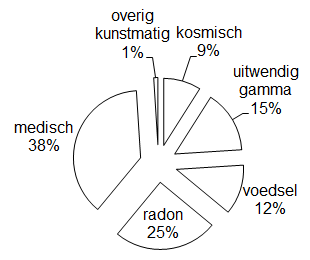 overig
kunstmatig
1%
kosmisch
9%
uitwendig
gamma
15%
voedsel
12%
radon
25%
medisch
38%